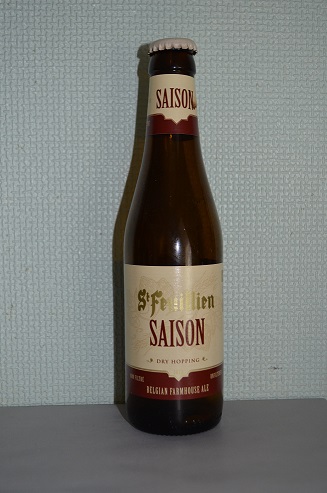 SAISON
St Feuillien
SAISON
DRY HOPPING
BELGIAN FARMHOUSE ALE